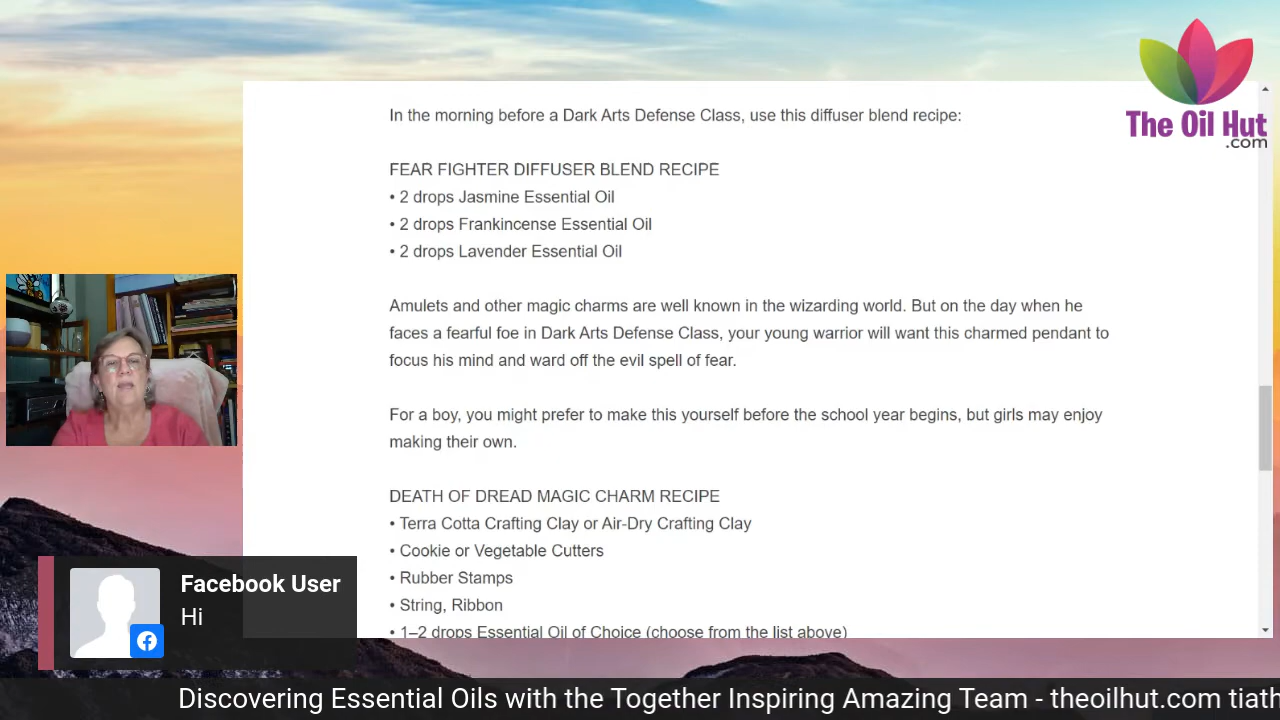 The Oil Hut
.com
In the morning before a Dark Arts Defense Class, use this diffuser blend recipe:
FEAR FIGHTER DIFFUSER BLEND RECIPE
• 2 drops Jasmine Essential Oil
• 2 drops Frankincense Essential Oil
• 2 drops Lavender Essential Oil
Amulets and other magic charms are well known in the wizarding world. But on the day when he
faces a fearful foe in Dark Arts Defense Class, your young warrior will want this charmed pendant to
focus his mind and ward off the evil spell of fear.
For a boy, you might prefer to make this yourself before the school year begins, but girls may enjoy
making their own.
DEATH OF DREAD MAGIC CHARM RECIPE
• Terra Cotta Crafting Clay or Air-Dry Crafting Clay
• Cookie or Vegetable Cutters
• Rubber Stamps
• String, Ribbon
• 1–2 drops Essential Oil of Choice (choose from the list above)
Facebook User
Hi
Discovering Essential Oils with the Together Inspiring Amazing Team - theoilhut.com tiath